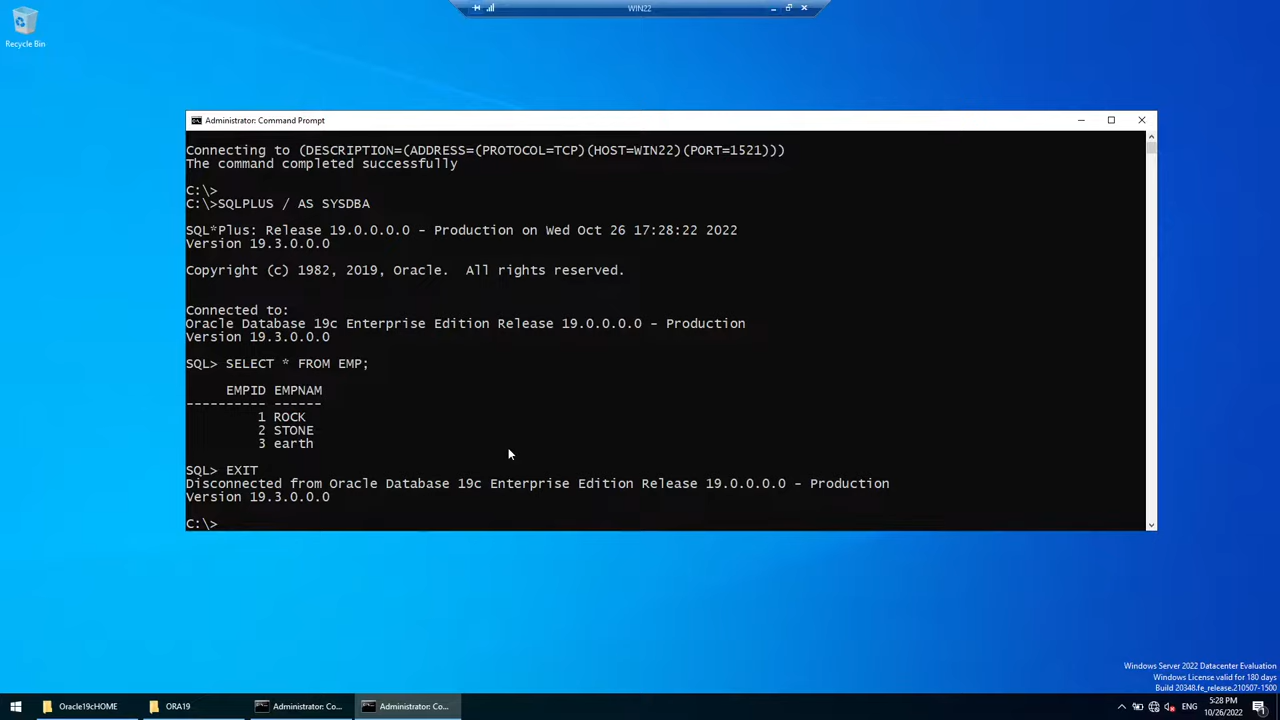 WIN22
Recycle Bin
Administrator: Command Prompt
Connecting to (DESCRIPTION=(ADDRESS=(PROTOCOL=TCP)(HOST=WIN22)(PORT=1521)))
The command completed successfully
C:\>
C:\>SQLPLUS / AS SYSDBA
SQL*Plus: Release 19.0.0.0.0 - Production on Wed Oct 26 17:28:22 2022
Version 19.3.0.0.0
Copyright (c) 1982, 2019, Oracle.  All rights reserved.
Connected to:
Oracle Database 19c Enterprise Edition Release 19.0.0.0.0 - Production
Version 19.3.0.0.0
SQL> SELECT * FROM EMP;
EMPID EMPNAM
---------- ------
1 ROCK
2 STONE
3 earth
SQL> EXIT
Disconnected from Oracle Database 19c Enterprise Edition Release 19.0.0.0.0 - Production
Version 19.3.0.0.0
C:\>
Windows Server 2022 Datacenter Evaluation
Windows License valid for 180 days
Build 20348.fe_release.210507-1500
Oracle19cHOME
ORA19
Administrator: Co...
Administrator: Co...
ENG
5:28 PM
10/26/2022
1